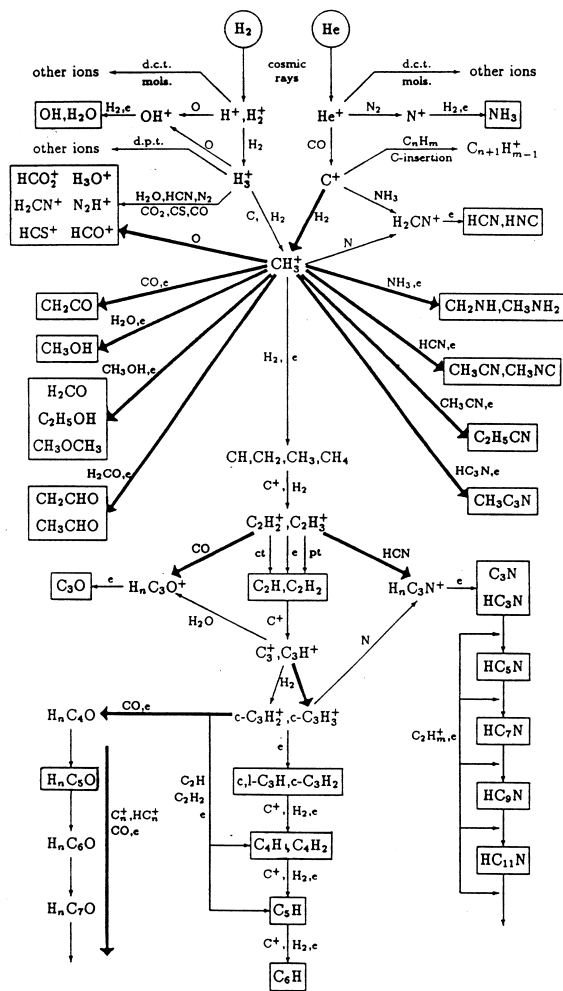 H₂ He
d.c.t. cosmic d.c.t.
other ions mols. rays mols. other ions
OH,H₂O H₂,e OH⁺ O H⁺,H₂⁺ He⁺ N₂ N⁺ H₂,e NH₃
O H₂ CO CₙHₘ
other ions d.p.t. H₃⁺ C⁺ C-insertion Cₙ₊₁H⁺ₘ₋₁
HCO₂⁺ H₃O⁺
H₂CN⁺ N₂H⁺
HCS⁺ HCO⁺
H₂O,HCN,N₂
CO₂,CS,CO
C, H₂ H₂ NH₃
H₂CN⁺ e HCN,HNC
O CH₃⁺ N
CO,e NH₃,e
CH₂CO CH₂NH,CH₃NH₂
H₂O,e HCN,e
CH₃OH CH₃CN,CH₃NC
CH₃OH,e H₂, e CH₃CN,e
H₂CO
C₂H₅OH
CH₃OCH₃
C₂H₅CN
H₂CO,e CH,CH₂,CH₃,CH₄ HC₃N,e
CH₂CHO
CH₃CHO
C⁺, H₂ CH₃C₃N
C₂H₂⁺,C₂H₃⁺
CO ct e pt HCN
C₃O e HₙC₃O⁺ C₂H,C₂H₂ HₙC₃N⁺ e
C₃N
HC₃N
H₂O C⁺ N
C₃⁺,C₃H⁺ HC₅N
H₂
HₙC₄O CO,e c-C₃H₂⁺,c-C₃H₃⁺ C₂Hₘ⁺,e HC₇N
e
HₙC₅O C₂H c,l-C₃H,c-C₃H₂
C₂H₂
e
HC₉N
Cₙ⁺,HCₙ⁺
CO,e
C⁺, H₂,e
HₙC₆O C₄H,C₄H₂ HC₁₁N
C⁺, H₂,e
HₙC₇O C₅H
C⁺, H₂,e
C₆H